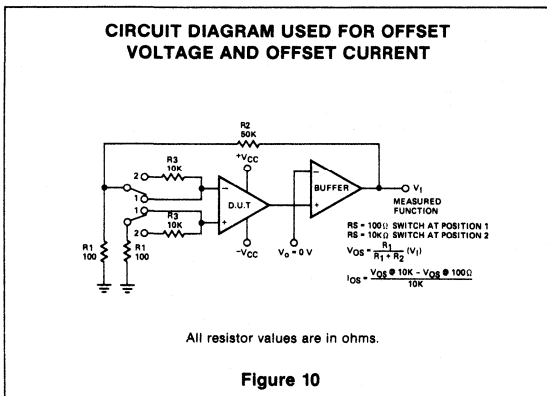 CIRCUIT DIAGRAM USED FOR OFFSET
VOLTAGE AND OFFSET CURRENT
R2
50K
+VCC
R3
10K
2
1
1
2
R3
10K
−
+
D.U.T
−VCC
−
+
BUFFER
V1
MEASURED
FUNCTION
R1
100
R1
100
Vo = 0 V
RS = 100Ω SWITCH AT POSITION 1
RS = 10KΩ SWITCH AT POSITION 2
VOS = R1 / R1 + R2 (V1)
IOS = VOS @ 10K − VOS @ 100Ω / 10K
All resistor values are in ohms.
Figure 10